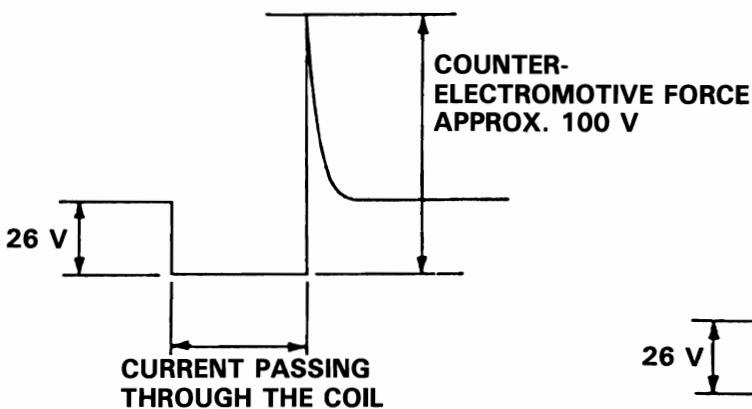 COUNTER-
ELECTROMOTIVE FORCE
APPROX. 100 V
26 V
CURRENT PASSING
THROUGH THE COIL
26 V